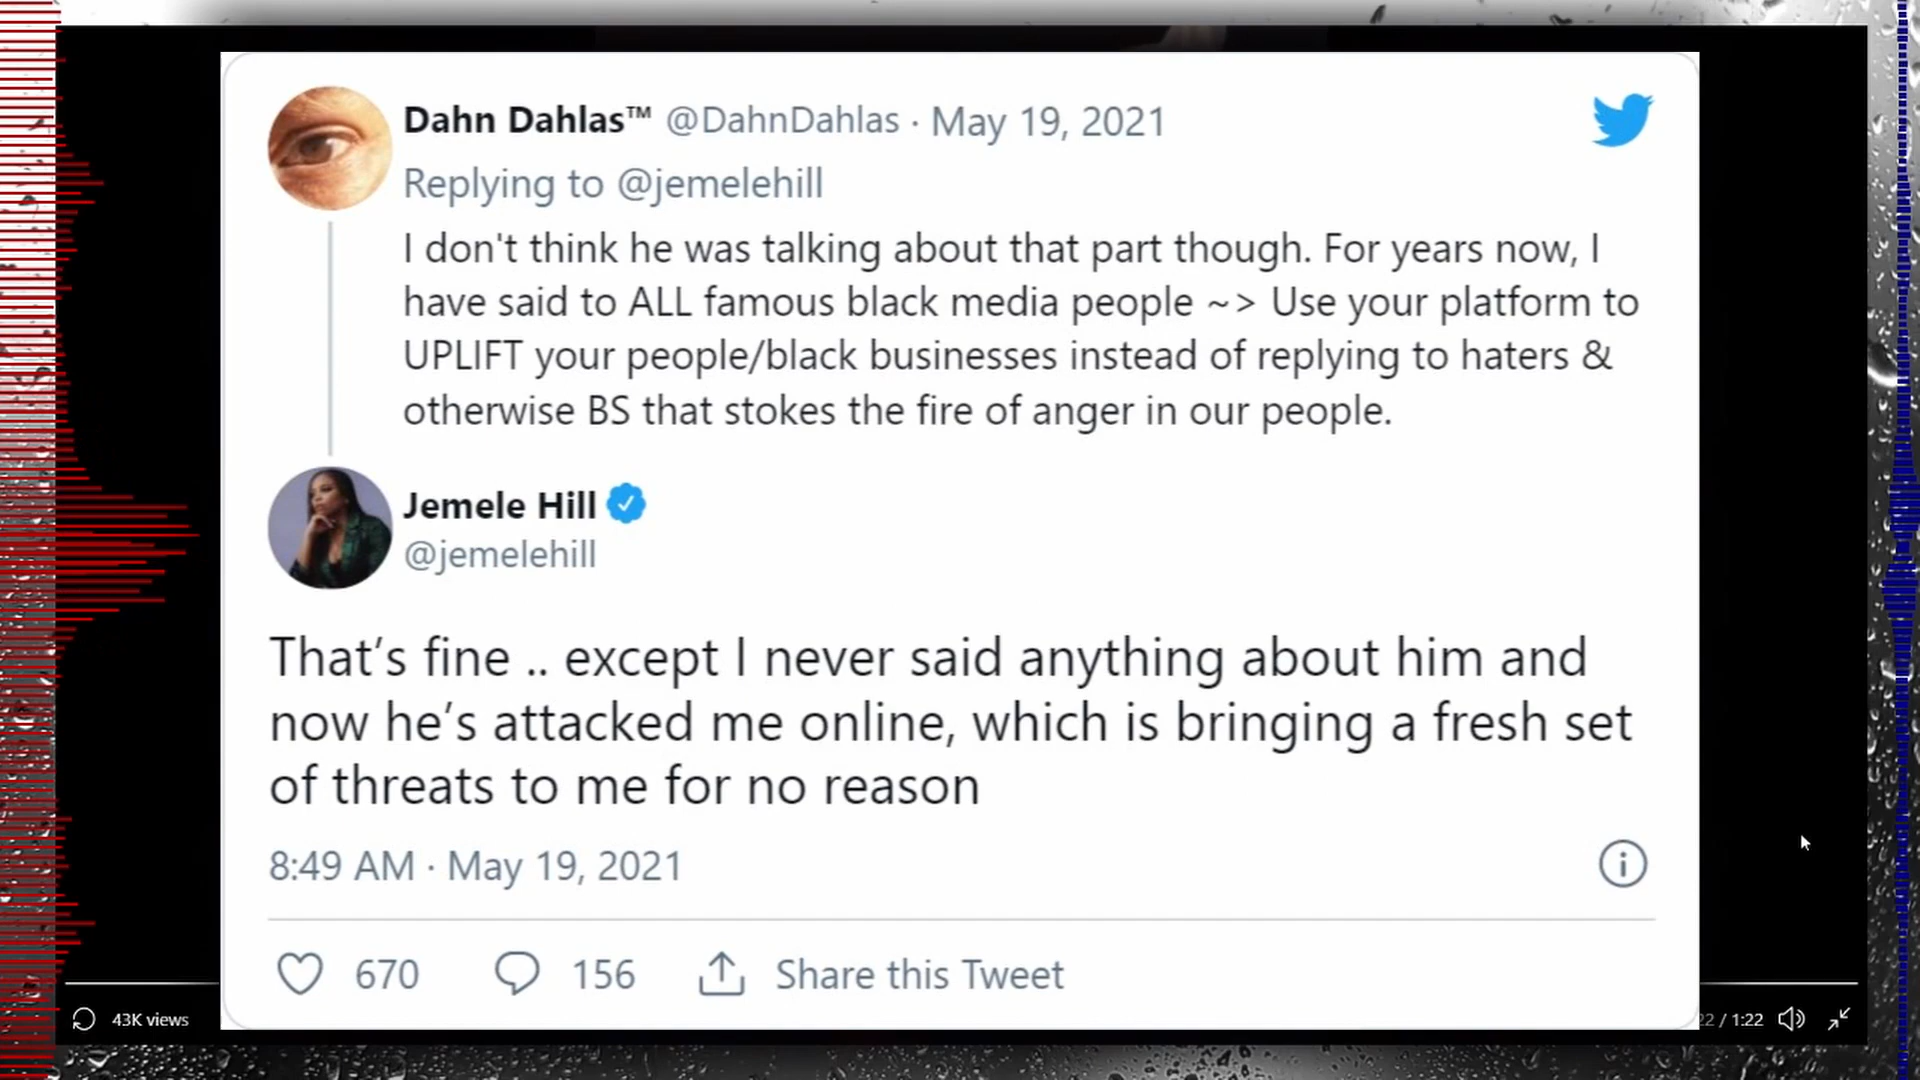 Dahn Dahlas™ @DahnDahlas · May 19, 2021
Replying to @jemelehill
I don't think he was talking about that part though. For years now, I
have said to ALL famous black media people ~> Use your platform to
UPLIFT your people/black businesses instead of replying to haters &
otherwise BS that stokes the fire of anger in our people.
Jemele Hill
@jemelehill
That's fine .. except I never said anything about him and
now he's attacked me online, which is bringing a fresh set
of threats to me for no reason
8:49 AM · May 19, 2021
670 156 Share this Tweet
43K views
/ 1:22